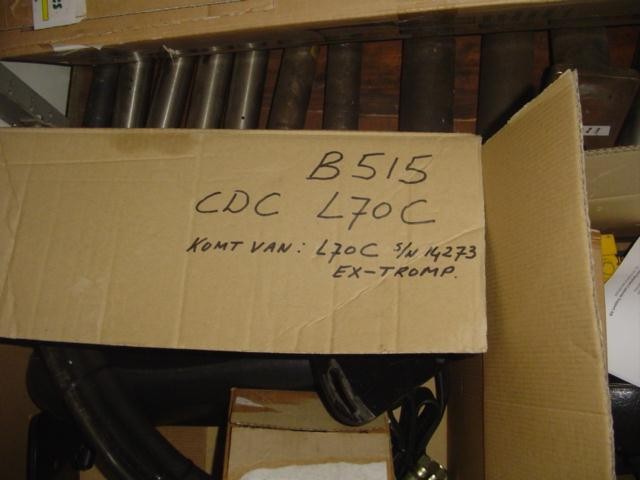 B515
CDC L70C
KOMT VAN: L70C S/N 14273
EX-TROMP.